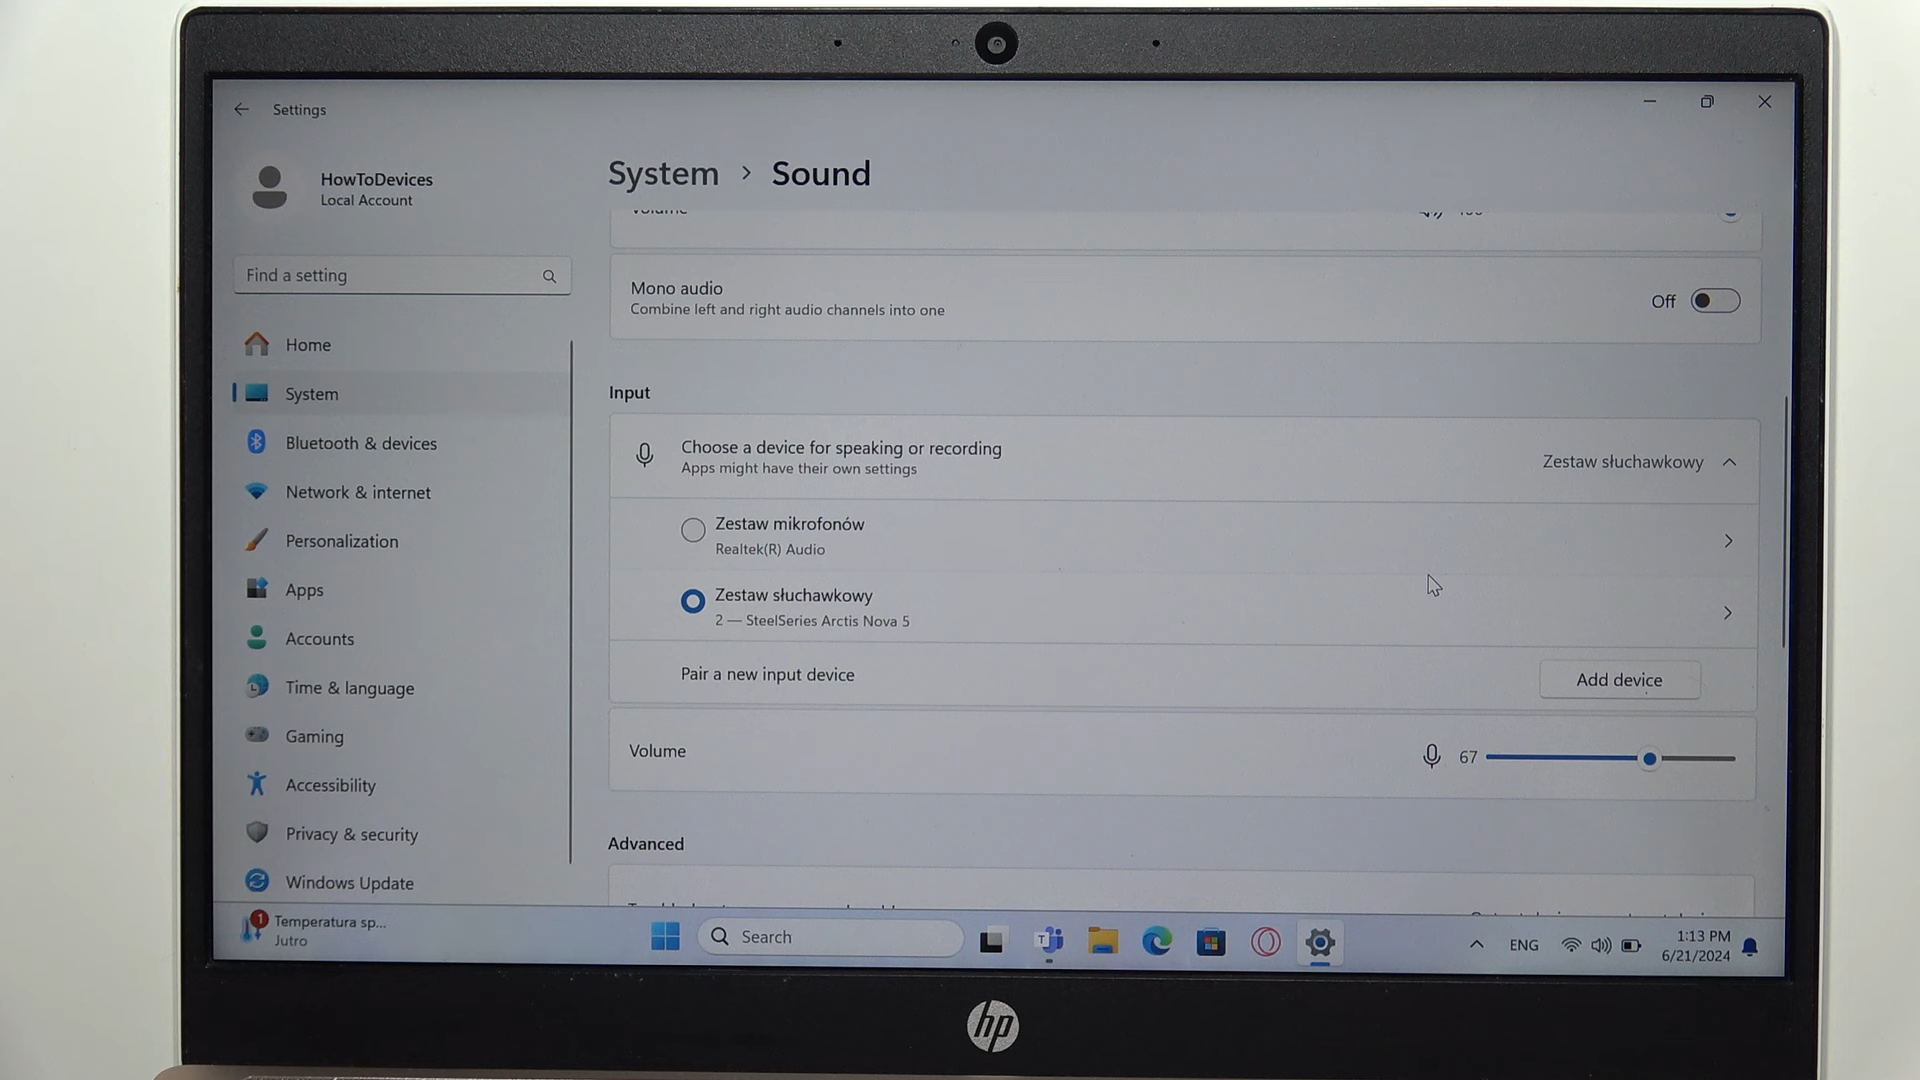 Settings
HowToDevices
Local Account
Find a setting
Home
System
Bluetooth & devices
Network & internet
Personalization
Apps
Accounts
Time & language
Gaming
Accessibility
Privacy & security
Windows Update
System > Sound
Volume
Mono audio
Combine left and right audio channels into one
Off
Input
Choose a device for speaking or recording
Apps might have their own settings
Zestaw słuchawkowy
Zestaw mikrofonów
Realtek(R) Audio
Zestaw słuchawkowy
2 — SteelSeries Arctis Nova 5
Pair a new input device
Add device
Volume
67
Advanced
1
Temperatura sp...
Jutro
Search
ENG
1:13 PM
6/21/2024
hp